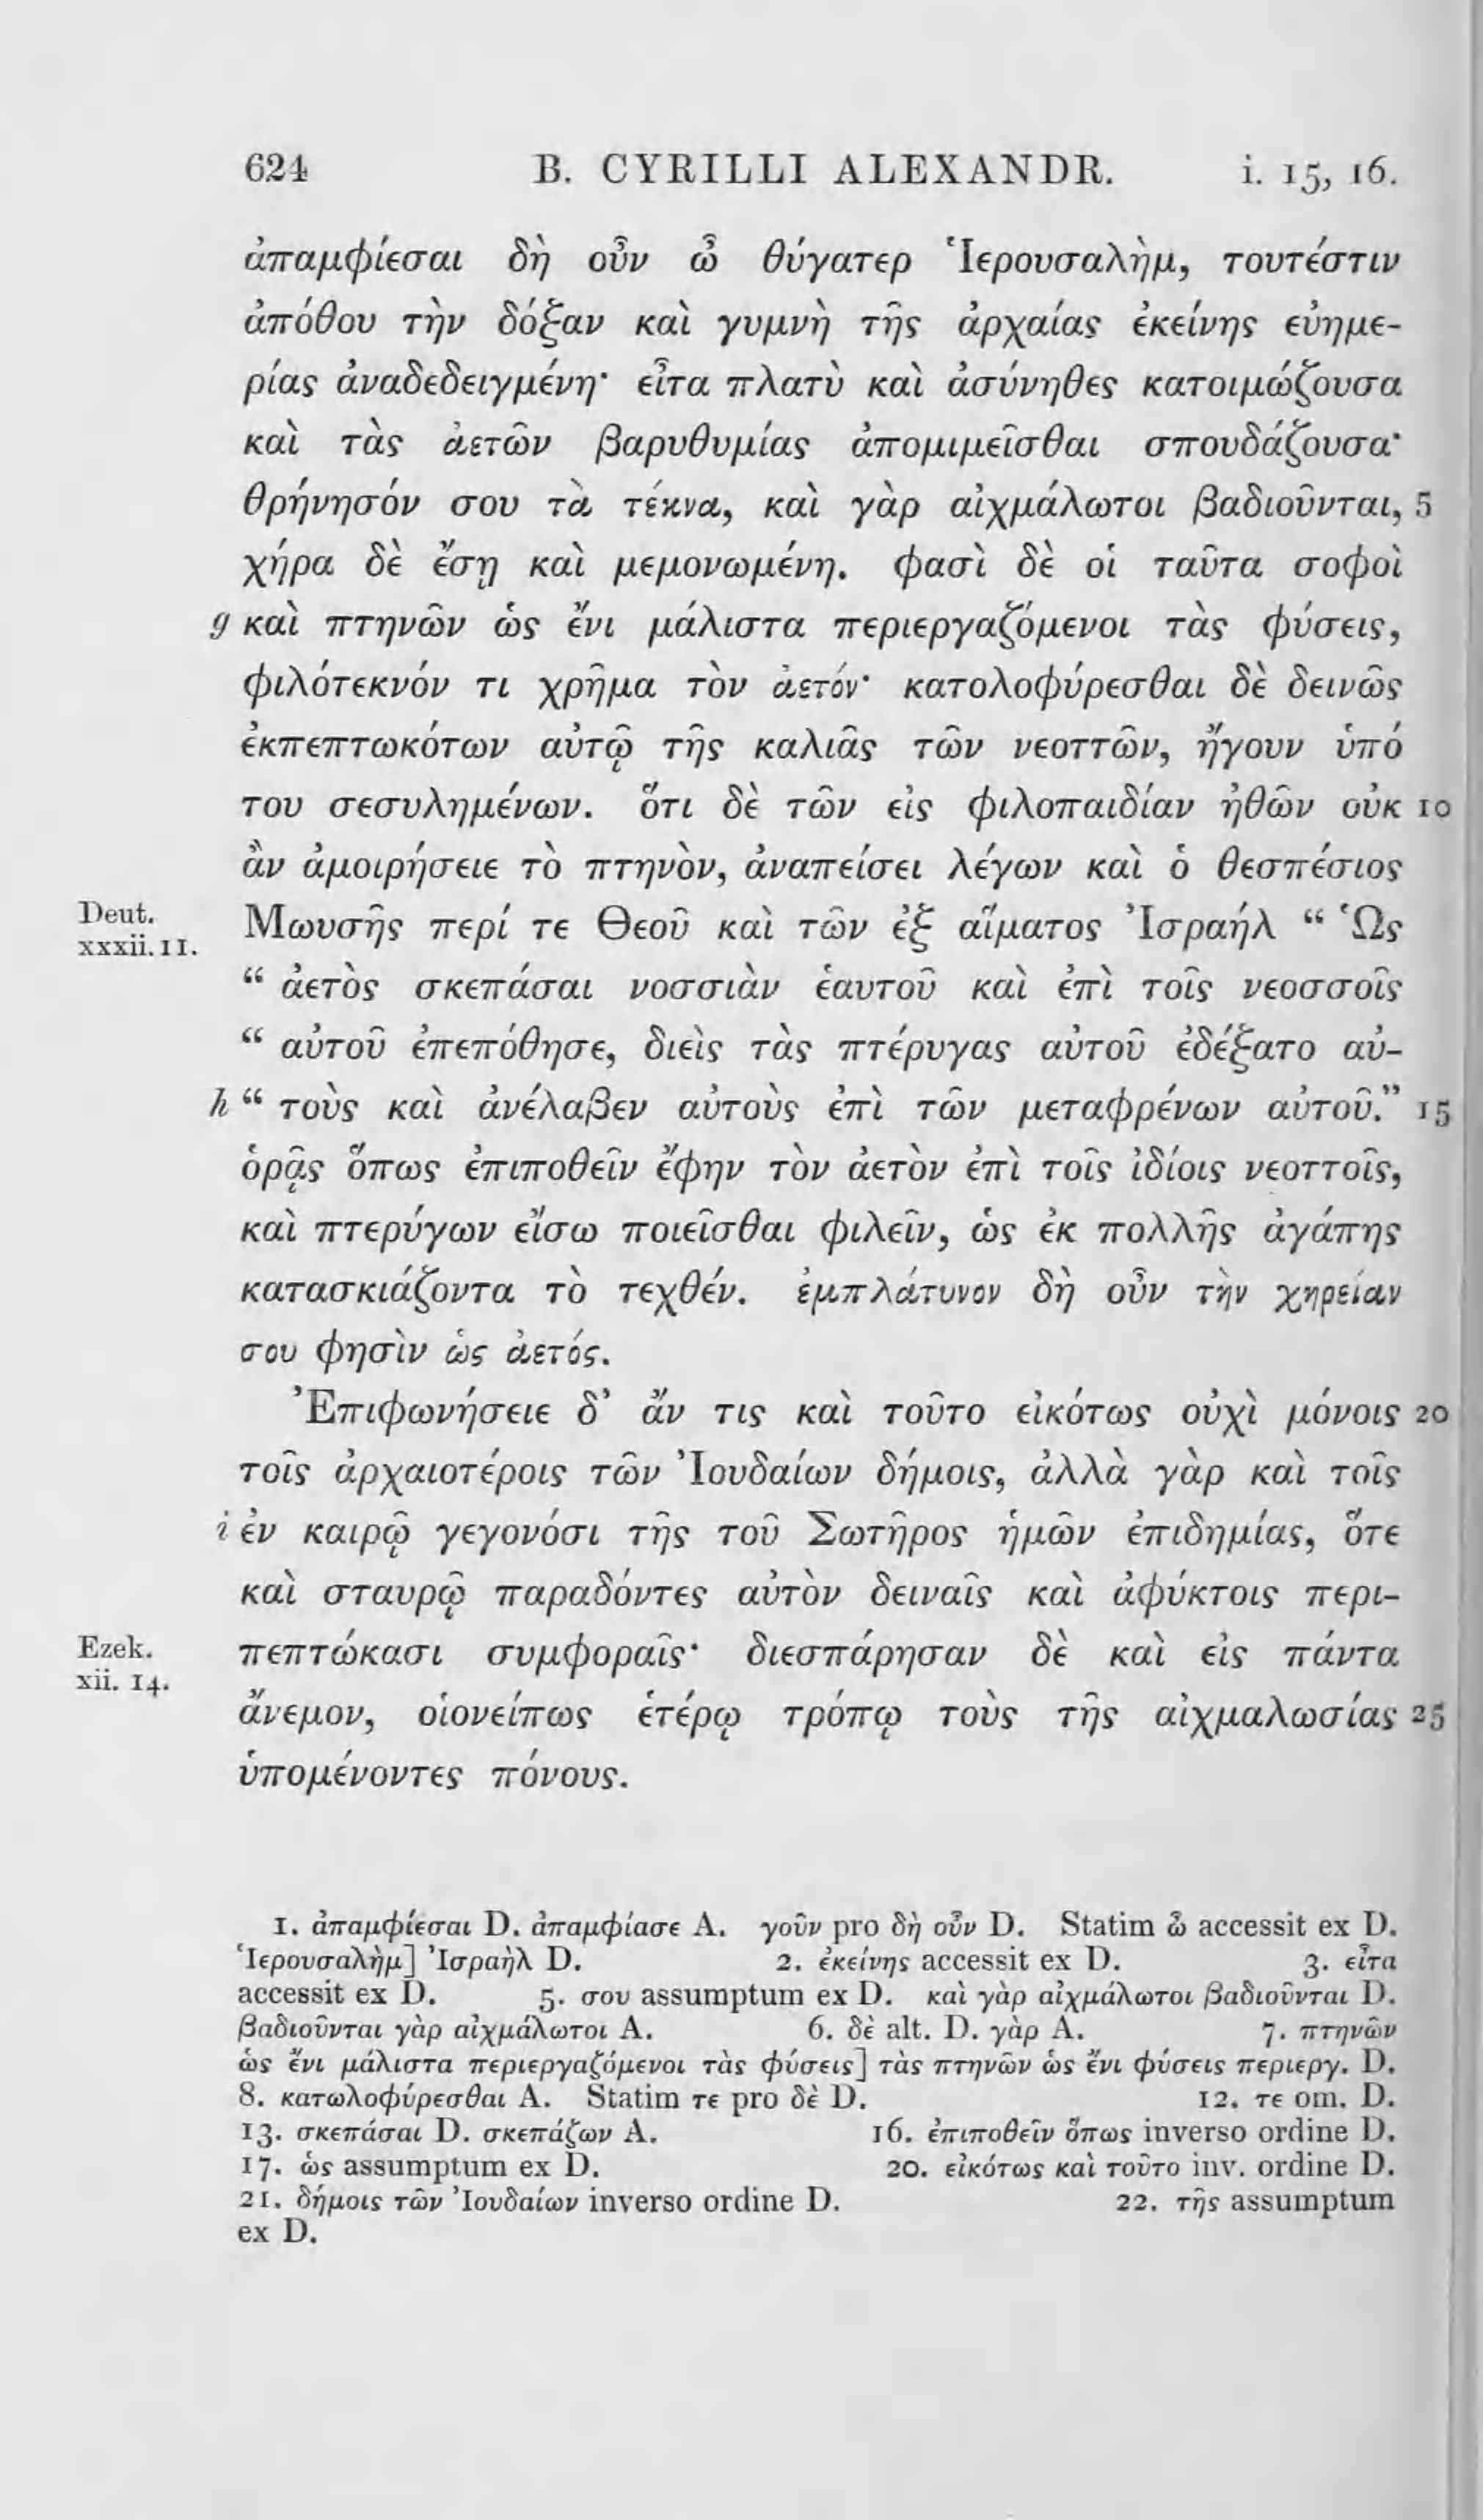 624 B. CYRILLI ALEXANDR. i. 15, 16.
ἀπαμφίεσαι δὴ οὖν ὦ θύγατερ Ἱερουσαλὴμ, τουτέστιν
ἀπόθου τὴν δόξαν καὶ γυμνὴ τῆς ἀρχαίας ἐκείνης εὐημε-
ρίας ἀναδεδειγμένη· εἶτα πλατὺ καὶ ἀσύνηθες κατοιμώζουσα
καὶ τὰς ἀετῶν βαρυθυμίας ἀπομιμεῖσθαι σπουδάζουσα·
θρήνησόν σου τὰ τέκνα, καὶ γὰρ αἰχμάλωτοι βαδιοῦνται, 5
χήρα δὲ ἔσῃ καὶ μεμονωμένη. φασὶ δὲ οἱ ταῦτα σοφοὶ
g καὶ πτηνῶν ὡς ἔνι μάλιστα περιεργαζόμενοι τὰς φύσεις,
φιλότεκνόν τι χρῆμα τὸν ἀετόν· κατολοφύρεσθαι δὲ δεινῶς
ἐκπεπτωκότων αὐτῷ τῆς καλιᾶς τῶν νεοττῶν, ἤγουν ὑπό
του σεσυλημένων. ὅτι δὲ τῶν εἰς φιλοπαιδίαν ἠθῶν οὐκ 10
ἂν ἀμοιρήσειε τὸ πτηνὸν, ἀναπείσει λέγων καὶ ὁ θεσπέσιος
Deut. xxxii. 11. Μωυσῆς περί τε Θεοῦ καὶ τῶν ἐξ αἵματος Ἰσραήλ “ Ὡς
“ ἀετὸς σκεπάσαι νοσσιὰν ἑαυτοῦ καὶ ἐπὶ τοῖς νεοσσοῖς
“ αὐτοῦ ἐπεπόθησε, διεὶς τὰς πτέρυγας αὐτοῦ ἐδέξατο αὐ-
h “ τοὺς καὶ ἀνέλαβεν αὐτοὺς ἐπὶ τῶν μεταφρένων αὐτοῦ.” 15
ὁρᾷς ὅπως ἐπιποθεῖν ἔφην τὸν ἀετὸν ἐπὶ τοῖς ἰδίοις νεοττοῖς,
καὶ πτερύγων εἴσω ποιεῖσθαι φιλεῖν, ὡς ἐκ πολλῆς ἀγάπης
κατασκιάζοντα τὸ τεχθέν. ἐμπλάτυνον δὴ οὖν τὴν χηρείαν
σου φησὶν ὡς ἀετός.
Ἐπιφωνήσειε δ’ ἄν τις καὶ τοῦτο εἰκότως οὐχὶ μόνοις 20
τοῖς ἀρχαιοτέροις τῶν Ἰουδαίων δήμοις, ἀλλὰ γὰρ καὶ τοῖς
i ἐν καιρῷ γεγονόσι τῆς τοῦ Σωτῆρος ἡμῶν ἐπιδημίας, ὅτε
καὶ σταυρῷ παραδόντες αὐτὸν δειναῖς καὶ ἀφύκτοις περι-
Ezek. xii. 14. πεπτώκασι συμφοραῖς· διεσπάρησαν δὲ καὶ εἰς πάντα
ἄνεμον, οἱονείπως ἑτέρῳ τρόπῳ τοὺς τῆς αἰχμαλωσίας 25
ὑπομένοντες πόνους.
1. ἀπαμφίεσαι D. ἀπαμφίασε A. γοῦν pro δὴ οὖν D. Statim ὦ accessit ex D.
Ἱερουσαλὴμ] Ἰσραὴλ D. 2. ἐκείνης accessit ex D. 3. εἶτα
accessit ex D. 5. σου assumptum ex D. καὶ γὰρ αἰχμάλωτοι βαδιοῦνται D.
βαδιοῦνται γὰρ αἰχμάλωτοι A. 6. δὲ alt. D. γὰρ A. 7. πτηνῶν
ὡς ἔνι μάλιστα περιεργαζόμενοι τὰς φύσεις] τὰς πτηνῶν ὡς ἔνι φύσεις περιεργ. D.
8. κατωλοφύρεσθαι A. Statim τε pro δὲ D. 12. τε om. D.
13. σκεπάσαι D. σκεπάζων A. 16. ἐπιποθεῖν ὅπως inverso ordine D.
17. ὡς assumptum ex D. 20. εἰκότως καὶ τοῦτο inv. ordine D.
21. δήμοις τῶν Ἰουδαίων inverso ordine D. 22. τῆς assumptum
ex D.